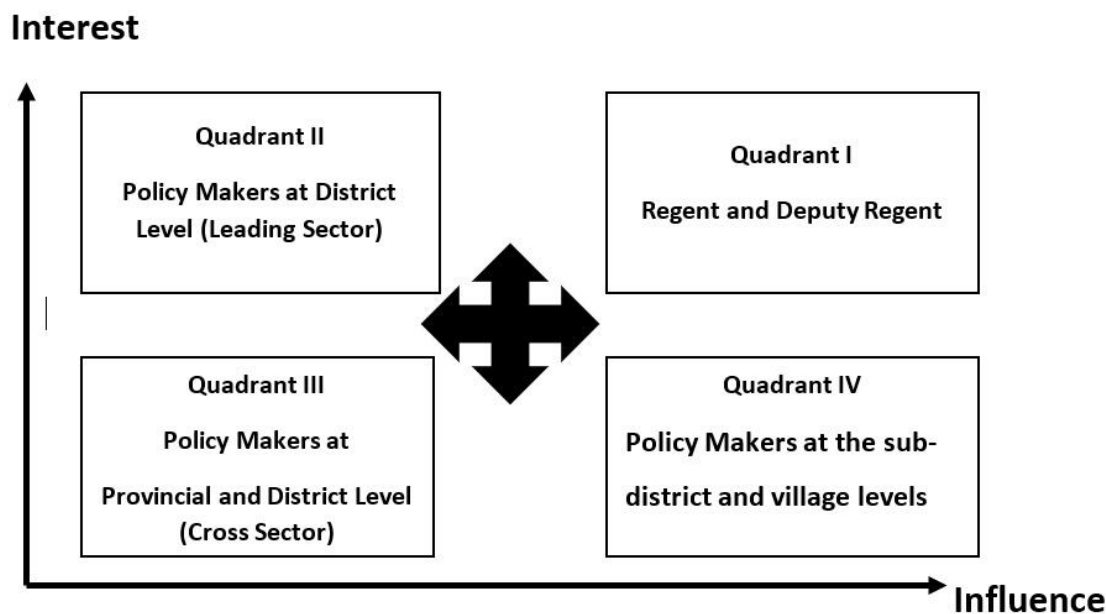 Interest
Quadrant II
Policy Makers at District
Level (Leading Sector)
Quadrant I
Regent and Deputy Regent
Quadrant III
Policy Makers at
Provincial and District Level
(Cross Sector)
Quadrant IV
Policy Makers at the sub-
district and village levels
Influence